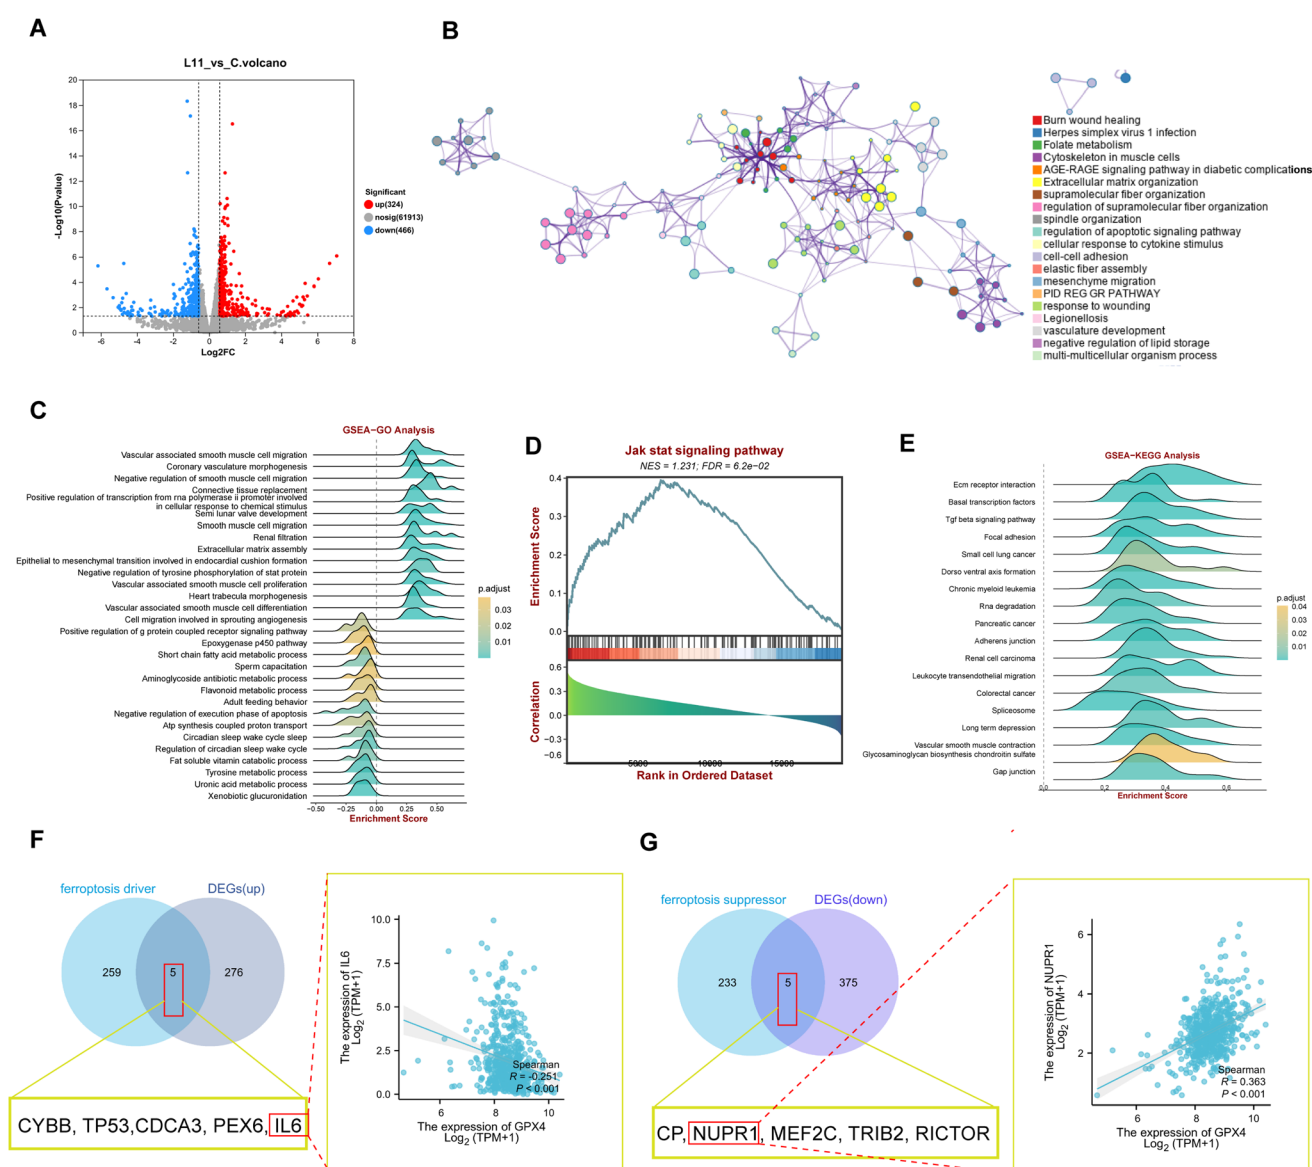 A
L11_vs_C.volcano
20
18
16
14
12
10
8
6
4
2
0
-Log10(Pvalue)
-6
-4
-2
0
2
4
6
8
Log2FC
Significant
up(324)
nosig(61913)
down(466)
B
Burn wound healing
Herpes simplex virus 1 infection
Folate metabolism
Cytoskeleton in muscle cells
AGE-RAGE signaling pathway in diabetic complications
Extracellular matrix organization
supramolecular fiber organization
regulation of supramolecular fiber organization
spindle organization
regulation of apoptotic signaling pathway
cellular response to cytokine stimulus
cell-cell adhesion
elastic fiber assembly
mesenchyme migration
PID REG GR PATHWAY
response to wounding
Legionellosis
vasculature development
negative regulation of lipid storage
multi-multicellular organism process
C
GSEA−GO Analysis
Vascular associated smooth muscle cell migration
Coronary vasculature morphogenesis
Negative regulation of smooth muscle cell migration
Connective tissue replacement
Positive regulation of transcription from rna polymerase ii promoter involved
in cellular response to chemical stimulus
Semi lunar valve development
Smooth muscle cell migration
Renal filtration
Extracellular matrix assembly
Epithelial to mesenchymal transition involved in endocardial cushion formation
Negative regulation of tyrosine phosphorylation of stat protein
Vascular associated smooth muscle cell proliferation
Heart trabecula morphogenesis
Vascular associated smooth muscle cell differentiation
Cell migration involved in sprouting angiogenesis
Positive regulation of g protein coupled receptor signaling pathway
Epoxygenase p450 pathway
Short chain fatty acid metabolic process
Sperm capacitation
Aminoglycoside antibiotic metabolic process
Flavonoid metabolic process
Adult feeding behavior
Negative regulation of execution phase of apoptosis
Atp synthesis coupled proton transport
Circadian sleep wake cycle sleep
Regulation of circadian sleep wake cycle
Fat soluble vitamin catabolic process
Tyrosine metabolic process
Uronic acid metabolic process
Xenobiotic glucuronidation
−0.50
−0.25
0.00
0.25
0.50
Enrichment Score
p.adjust
0.03
0.02
0.01
D
Jak stat signaling pathway
NES = 1.231; FDR = 6.2e−02
0.4
0.3
0.2
0.1
0.0
Enrichment Score
0.6
0.3
0.0
−0.3
−0.6
Correlation
5000
10000
15000
Rank in Ordered Dataset
E
GSEA−KEGG Analysis
Ecm receptor interaction
Basal transcription factors
Tgf beta signaling pathway
Focal adhesion
Small cell lung cancer
Dorso ventral axis formation
Chronic myeloid leukemia
Rna degradation
Pancreatic cancer
Adherens junction
Renal cell carcinoma
Leukocyte transendothelial migration
Colorectal cancer
Spliceosome
Long term depression
Vascular smooth muscle contraction
Glycosaminoglycan biosynthesis chondroitin sulfate
Gap junction
0.0
0.2
0.4
0.6
Enrichment Score
p.adjust
0.04
0.03
0.02
0.01
F
ferroptosis driver
DEGs(up)
259
5
276
CYBB, TP53,CDCA3, PEX6, IL6
10.0
7.5
5.0
2.5
0.0
The expression of IL6
Log2 (TPM+1)
Spearman
R = -0.251
P < 0.001
6
8
10
The expression of GPX4
Log2 (TPM+1)
G
ferroptosis suppressor
DEGs(down)
233
5
375
CP, NUPR1, MEF2C, TRIB2, RICTOR
6
4
2
The expression of NUPR1
Log2 (TPM+1)
Spearman
R = 0.363
P < 0.001
6
8
10
The expression of GPX4
Log2 (TPM+1)